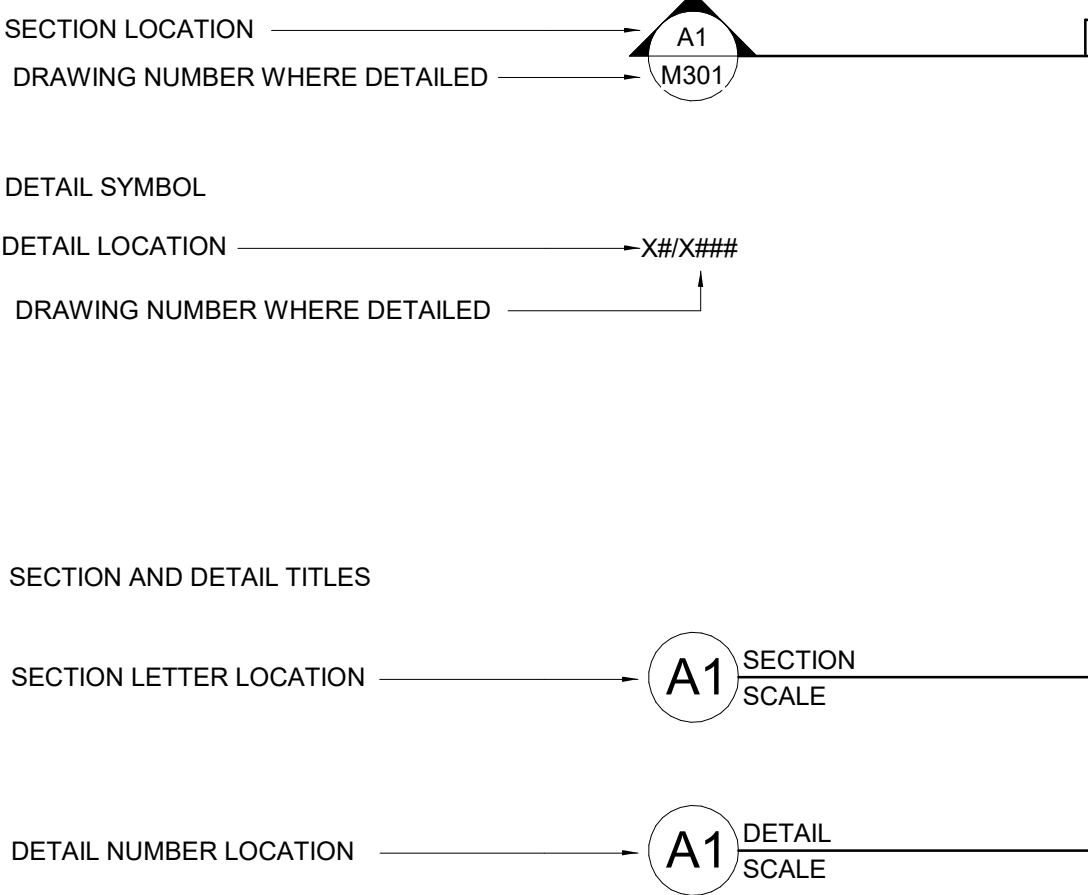 SECTION LOCATION
A1
DRAWING NUMBER WHERE DETAILED
M301
DETAIL SYMBOL
DETAIL LOCATION
X#/X###
DRAWING NUMBER WHERE DETAILED
SECTION AND DETAIL TITLES
SECTION LETTER LOCATION
A1
SECTION
SCALE
DETAIL NUMBER LOCATION
A1
DETAIL
SCALE